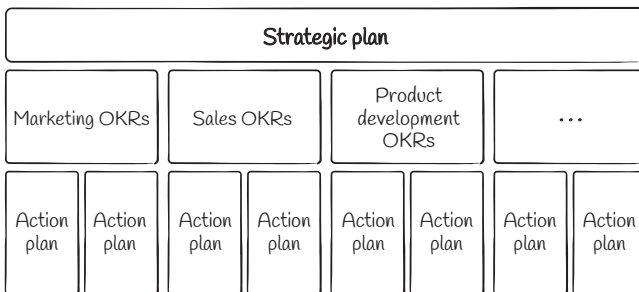 Strategic plan
Marketing OKRs
Sales OKRs
Product
development
OKRs
...
Action
plan
Action
plan
Action
plan
Action
plan
Action
plan
Action
plan
Action
plan
Action
plan